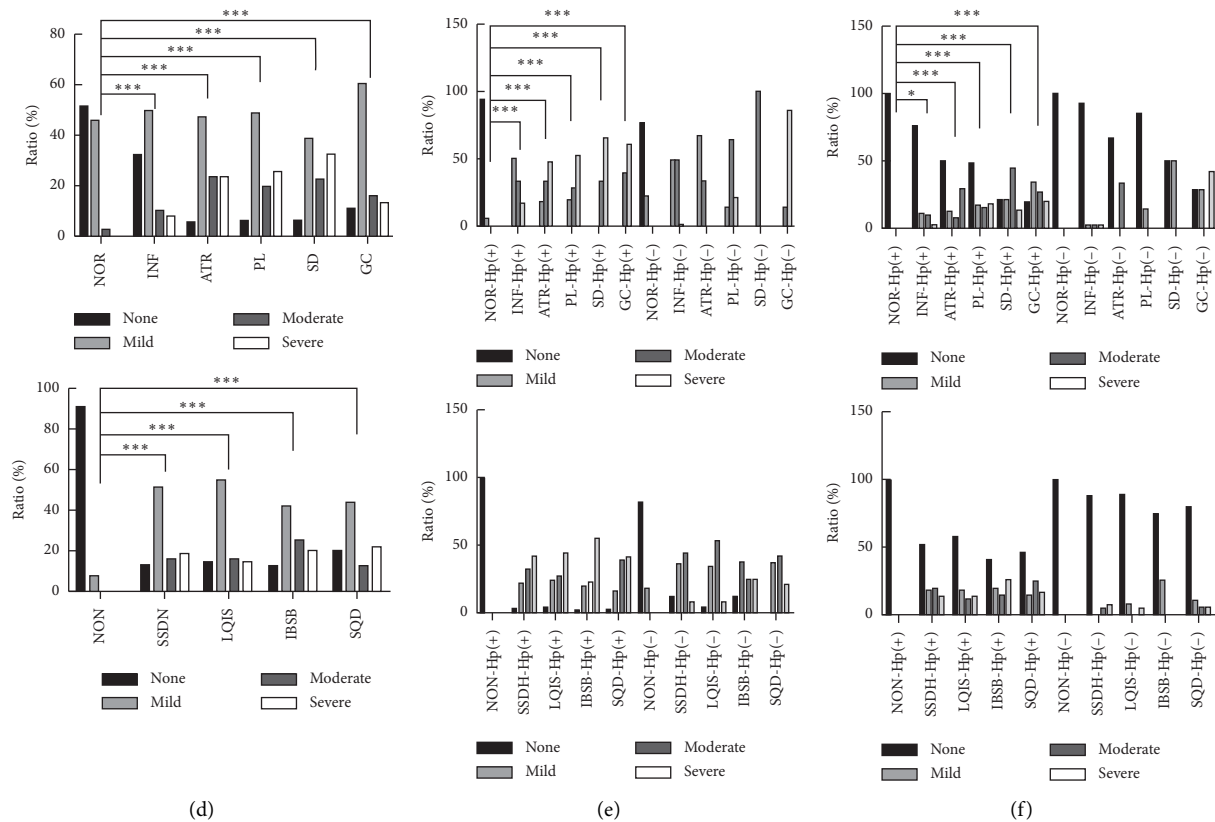 ***
***
***
***
***
80
60
40
20
0
Ratio (%)
NOR
INF
ATR
PL
SD
GC
None
Moderate
Mild
Severe
***
***
***
***
***
150
100
50
0
Ratio (%)
NOR-Hp(+)
INF-Hp(+)
ATR-Hp(+)
PL-Hp(+)
SD-Hp(+)
GC-Hp(+)
NOR-Hp(−)
INF-Hp(−)
ATR-Hp(−)
PL-Hp(−)
SD-Hp(−)
GC-Hp(−)
None
Moderate
Mild
Severe
***
***
***
***
*
150
100
50
0
Ratio (%)
NOR-Hp(+)
INF-Hp(+)
ATR-Hp(+)
PL-Hp(+)
SD-Hp(+)
GC-Hp(+)
NOR-Hp(−)
INF-Hp(−)
ATR-Hp(−)
PL-Hp(−)
SD-Hp(−)
GC-Hp(−)
None
Moderate
Mild
Severe
***
***
***
***
100
80
60
40
20
0
Ratio (%)
NON
SSDN
LQIS
IBSB
SQD
None
Moderate
Mild
Severe
(d)
150
100
50
0
Ratio (%)
NON-Hp(+)
SSDH-Hp(+)
LQIS-Hp(+)
IBSB-Hp(+)
SQD-Hp(+)
NON-Hp(−)
SSDH-Hp(−)
LQIS-Hp(−)
IBSB-Hp(−)
SQD-Hp(−)
None
Moderate
Mild
Severe
(e)
150
100
50
0
Ratio (%)
NON-Hp(+)
SSDH-Hp(+)
LQIS-Hp(+)
IBSB-Hp(+)
SQD-Hp(+)
NON-Hp(−)
SSDH-Hp(−)
LQIS-Hp(−)
IBSB-Hp(−)
SQD-Hp(−)
None
Moderate
Mild
Severe
(f)